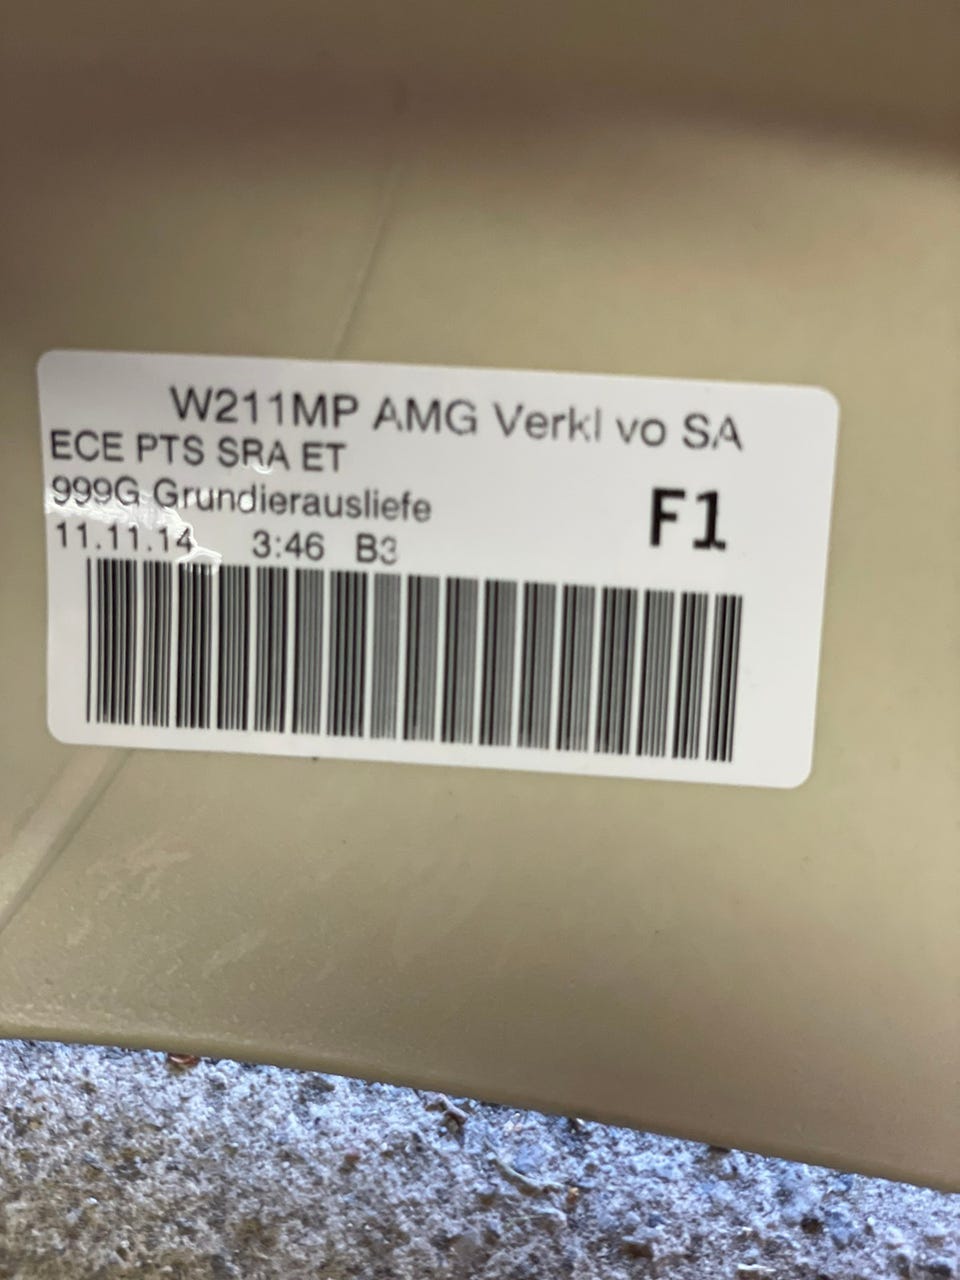 W211MP AMG Verkl vo SA
ECE PTS SRA ET
999G Grundierausliefe
F1
11.11.14 3:46 B3